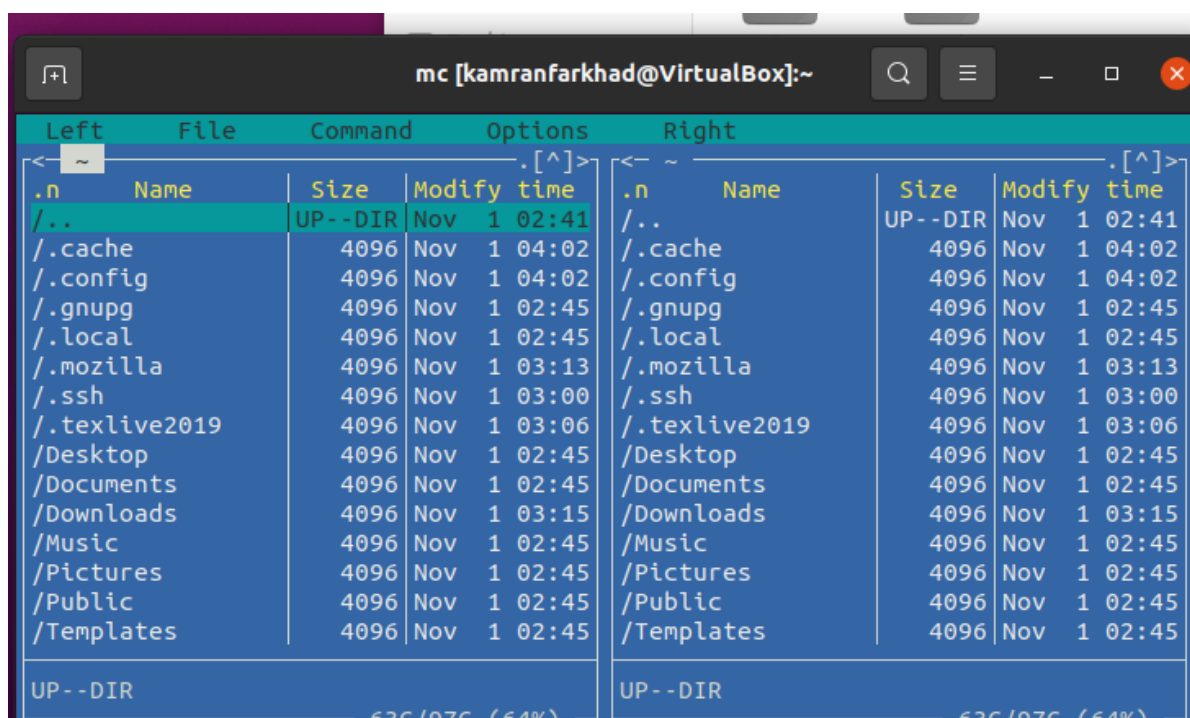 mc [kamranfarkhad@VirtualBox]:~
Left File Command Options Right
<— ~ .[^]> <— ~ .[^]>
.n Name Size Modify time .n Name Size Modify time
/.. UP--DIR Nov 1 02:41 /.. UP--DIR Nov 1 02:41
/.cache 4096 Nov 1 04:02 /.cache 4096 Nov 1 04:02
/.config 4096 Nov 1 04:02 /.config 4096 Nov 1 04:02
/.gnupg 4096 Nov 1 02:45 /.gnupg 4096 Nov 1 02:45
/.local 4096 Nov 1 02:45 /.local 4096 Nov 1 02:45
/.mozilla 4096 Nov 1 03:13 /.mozilla 4096 Nov 1 03:13
/.ssh 4096 Nov 1 03:00 /.ssh 4096 Nov 1 03:00
/.texlive2019 4096 Nov 1 03:06 /.texlive2019 4096 Nov 1 03:06
/Desktop 4096 Nov 1 02:45 /Desktop 4096 Nov 1 02:45
/Documents 4096 Nov 1 02:45 /Documents 4096 Nov 1 02:45
/Downloads 4096 Nov 1 03:15 /Downloads 4096 Nov 1 03:15
/Music 4096 Nov 1 02:45 /Music 4096 Nov 1 02:45
/Pictures 4096 Nov 1 02:45 /Pictures 4096 Nov 1 02:45
/Public 4096 Nov 1 02:45 /Public 4096 Nov 1 02:45
/Templates 4096 Nov 1 02:45 /Templates 4096 Nov 1 02:45
UP--DIR UP--DIR